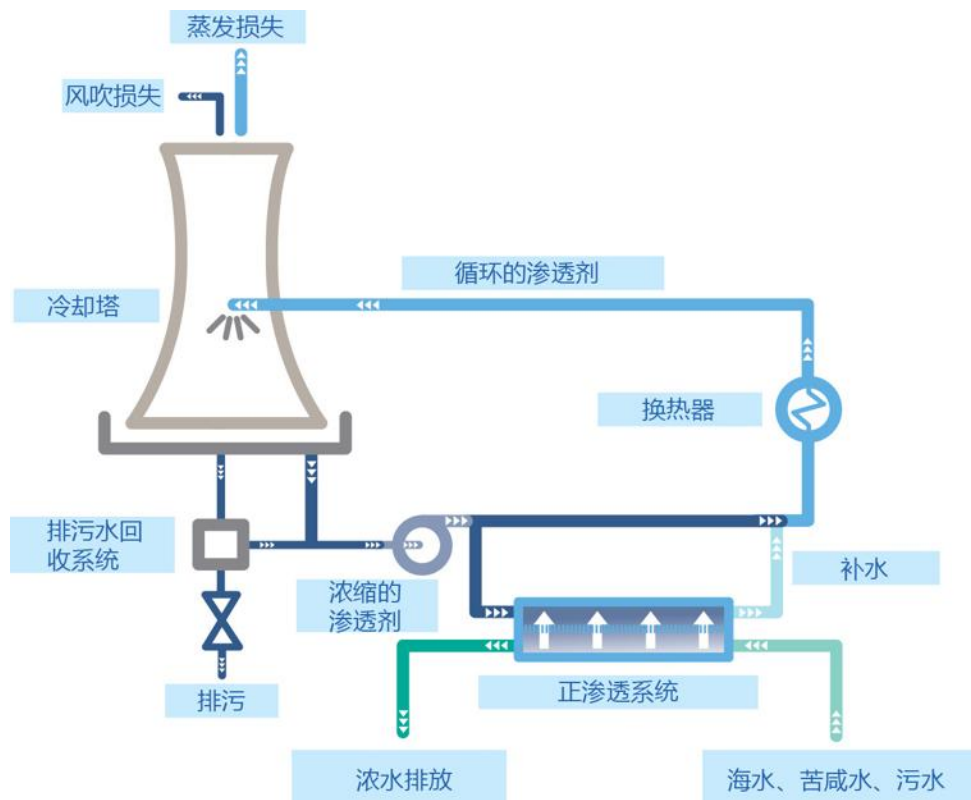 蒸发损失
风吹损失
循环的渗透剂
冷却塔
换热器
排污水回
收系统
浓缩的
渗透剂
补水
排污
正渗透系统
浓水排放
海水、苦咸水、污水